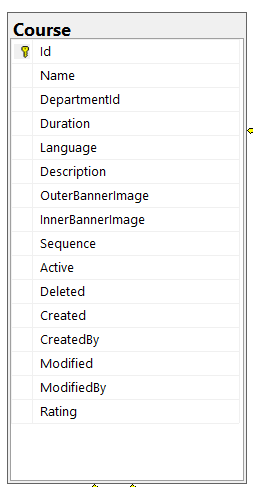 Course
Id
Name
DepartmentId
Duration
Language
Description
OuterBannerImage
InnerBannerImage
Sequence
Active
Deleted
Created
CreatedBy
Modified
ModifiedBy
Rating